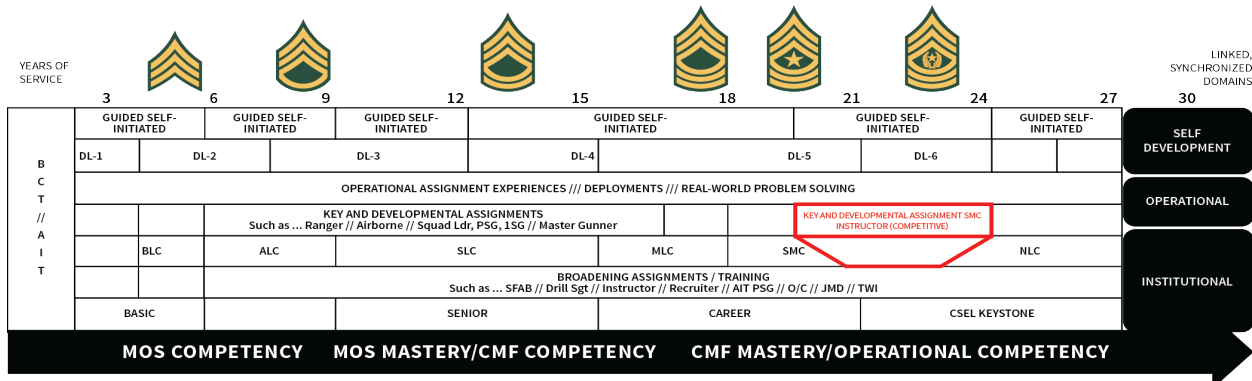 YEARS OF
SERVICE
LINKED,
SYNCHRONIZED
DOMAINS
3 6 9 12 15 18 21 24 27 30
GUIDED SELF-
INITIATED
GUIDED SELF-
INITIATED
GUIDED SELF-
INITIATED
GUIDED SELF-
INITIATED
GUIDED SELF-
INITIATED
GUIDED SELF-
INITIATED
SELF
DEVELOPMENT
B
C
T
//
A
I
T
DL-1 DL-2 DL-3 DL-4 DL-5 DL-6
OPERATIONAL ASSIGNMENT EXPERIENCES /// DEPLOYMENTS /// REAL-WORLD PROBLEM SOLVING
OPERATIONAL
KEY AND DEVELOPMENTAL ASSIGNMENTS
Such as ... Ranger // Airborne // Squad Ldr, PSG, 1SG // Master Gunner
KEY AND DEVELOPMENTAL ASSIGNMENT SMC
INSTRUCTOR (COMPETITIVE)
BLC ALC SLC MLC SMC NLC
BROADENING ASSIGNMENTS / TRAINING
Such as ... SFAB // Drill Sgt // Instructor // Recruiter // AIT PSG // O/C // JMD // TWI
INSTITUTIONAL
BASIC SENIOR CAREER CSEL KEYSTONE
MOS COMPETENCY MOS MASTERY/CMF COMPETENCY CMF MASTERY/OPERATIONAL COMPETENCY